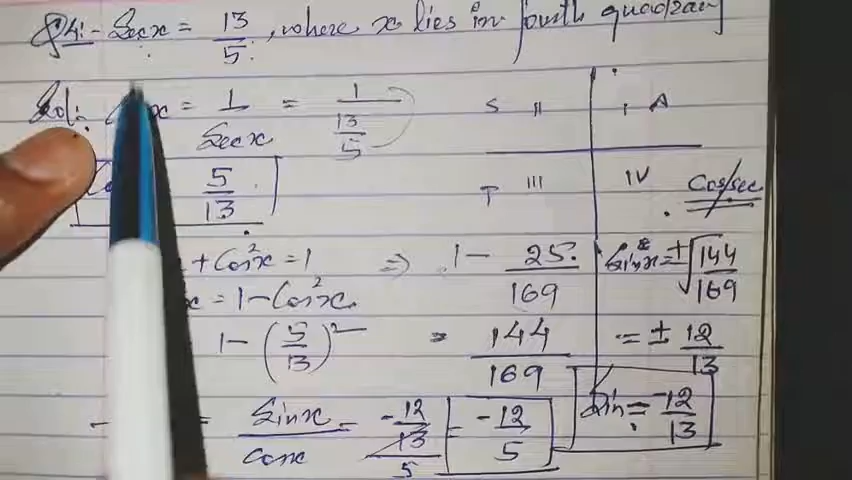 Q4:- Secx = 13/5, where x lies in fourth quadrant
Sol:- x = 1/Secx = 1/(13/5)
S II | I A
T III | IV Cos/sec
5/13
+ Cos²x = 1 => 1 - 25/169 Sinx = ±√144/169
x = 1 - Cos²x
1 - (5/13)² = 144/169 = ± 12/13
Sin = -12/13
= Sinx/cosx = -12/13/5 = -12/5